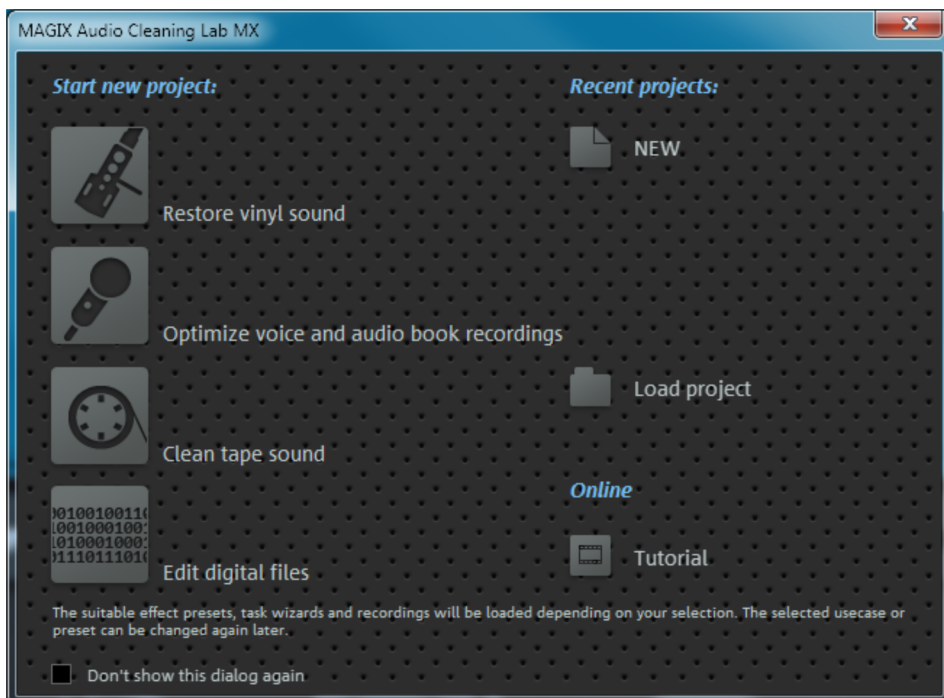 MAGIX Audio Cleaning Lab MX
Start new project:
Restore vinyl sound
Optimize voice and audio book recordings
Clean tape sound
Edit digital files
Recent projects:
NEW
Load project
Online
Tutorial
The suitable effect presets, task wizards and recordings will be loaded depending on your selection. The selected usecase or
preset can be changed again later.
Don't show this dialog again